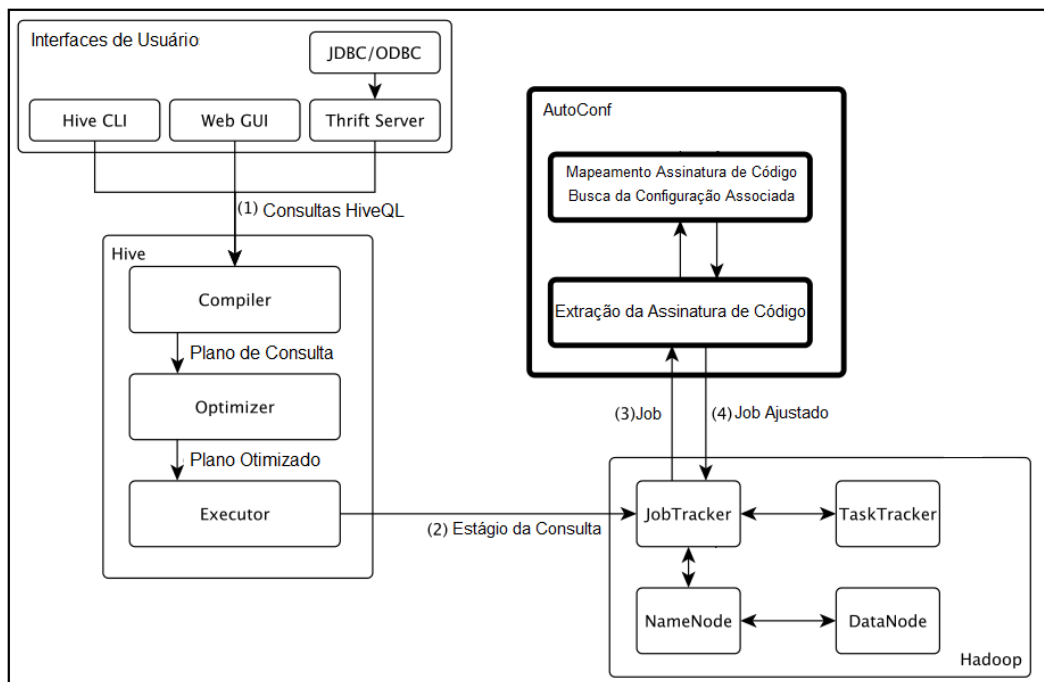 Interfaces de Usuário
JDBC/ODBC
Hive CLI
Web GUI
Thrift Server
(1) Consultas HiveQL
Hive
Compiler
Plano de Consulta
Optimizer
Plano Otimizado
Executor
(2) Estágio da Consulta
AutoConf
Mapeamento Assinatura de Código
Busca da Configuração Associada
Extração da Assinatura de Código
(3)Job
(4) Job Ajustado
JobTracker
TaskTracker
NameNode
DataNode
Hadoop